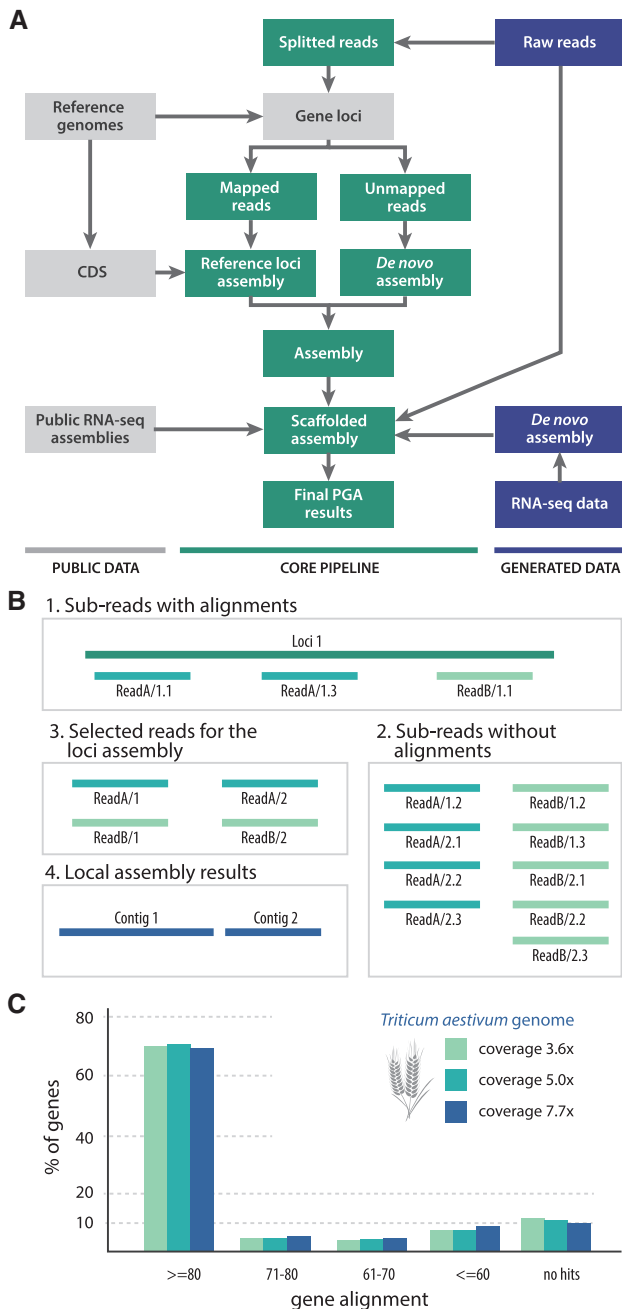 A
Splitted reads
Raw reads
Reference
genomes
Gene loci
Mapped
reads
Unmapped
reads
CDS
Reference loci
assembly
De novo
assembly
Assembly
Public RNA-seq
assemblies
Scaffolded
assembly
De novo
assembly
Final PGA
results
RNA-seq data
PUBLIC DATA
CORE PIPELINE
GENERATED DATA
B
1. Sub-reads with alignments
Loci 1
ReadA/1.1
ReadA/1.3
ReadB/1.1
3. Selected reads for the
loci assembly
ReadA/1
ReadA/2
ReadB/1
ReadB/2
2. Sub-reads without
alignments
ReadA/1.2
ReadB/1.2
ReadA/2.1
ReadB/1.3
ReadA/2.2
ReadB/2.1
ReadA/2.3
ReadB/2.2
ReadB/2.3
4. Local assembly results
Contig 1
Contig 2
C
80
60
40
20
10
% of genes
Triticum aestivum genome
coverage 3.6x
coverage 5.0x
coverage 7.7x
>=80
71-80
61-70
<=60
no hits
gene alignment